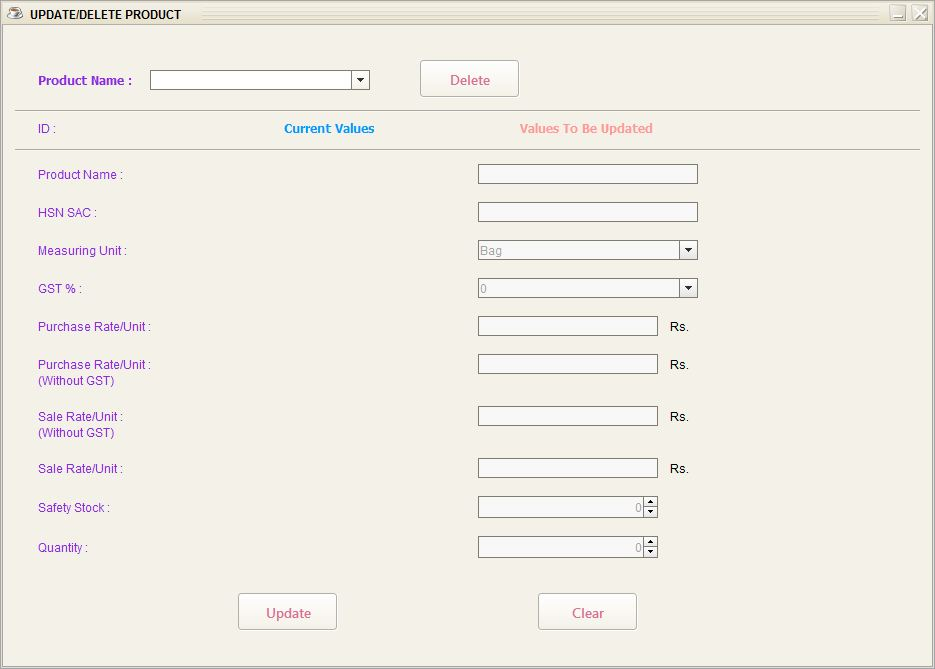 UPDATE/DELETE PRODUCT
Product Name : Delete
ID : Current Values Values To Be Updated
Product Name :
HSN SAC :
Measuring Unit : Bag
GST % : 0
Purchase Rate/Unit : Rs.
Purchase Rate/Unit : Rs.
(Without GST)
Sale Rate/Unit : Rs.
(Without GST)
Sale Rate/Unit : Rs.
Safety Stock : 0
Quantity : 0
Update Clear